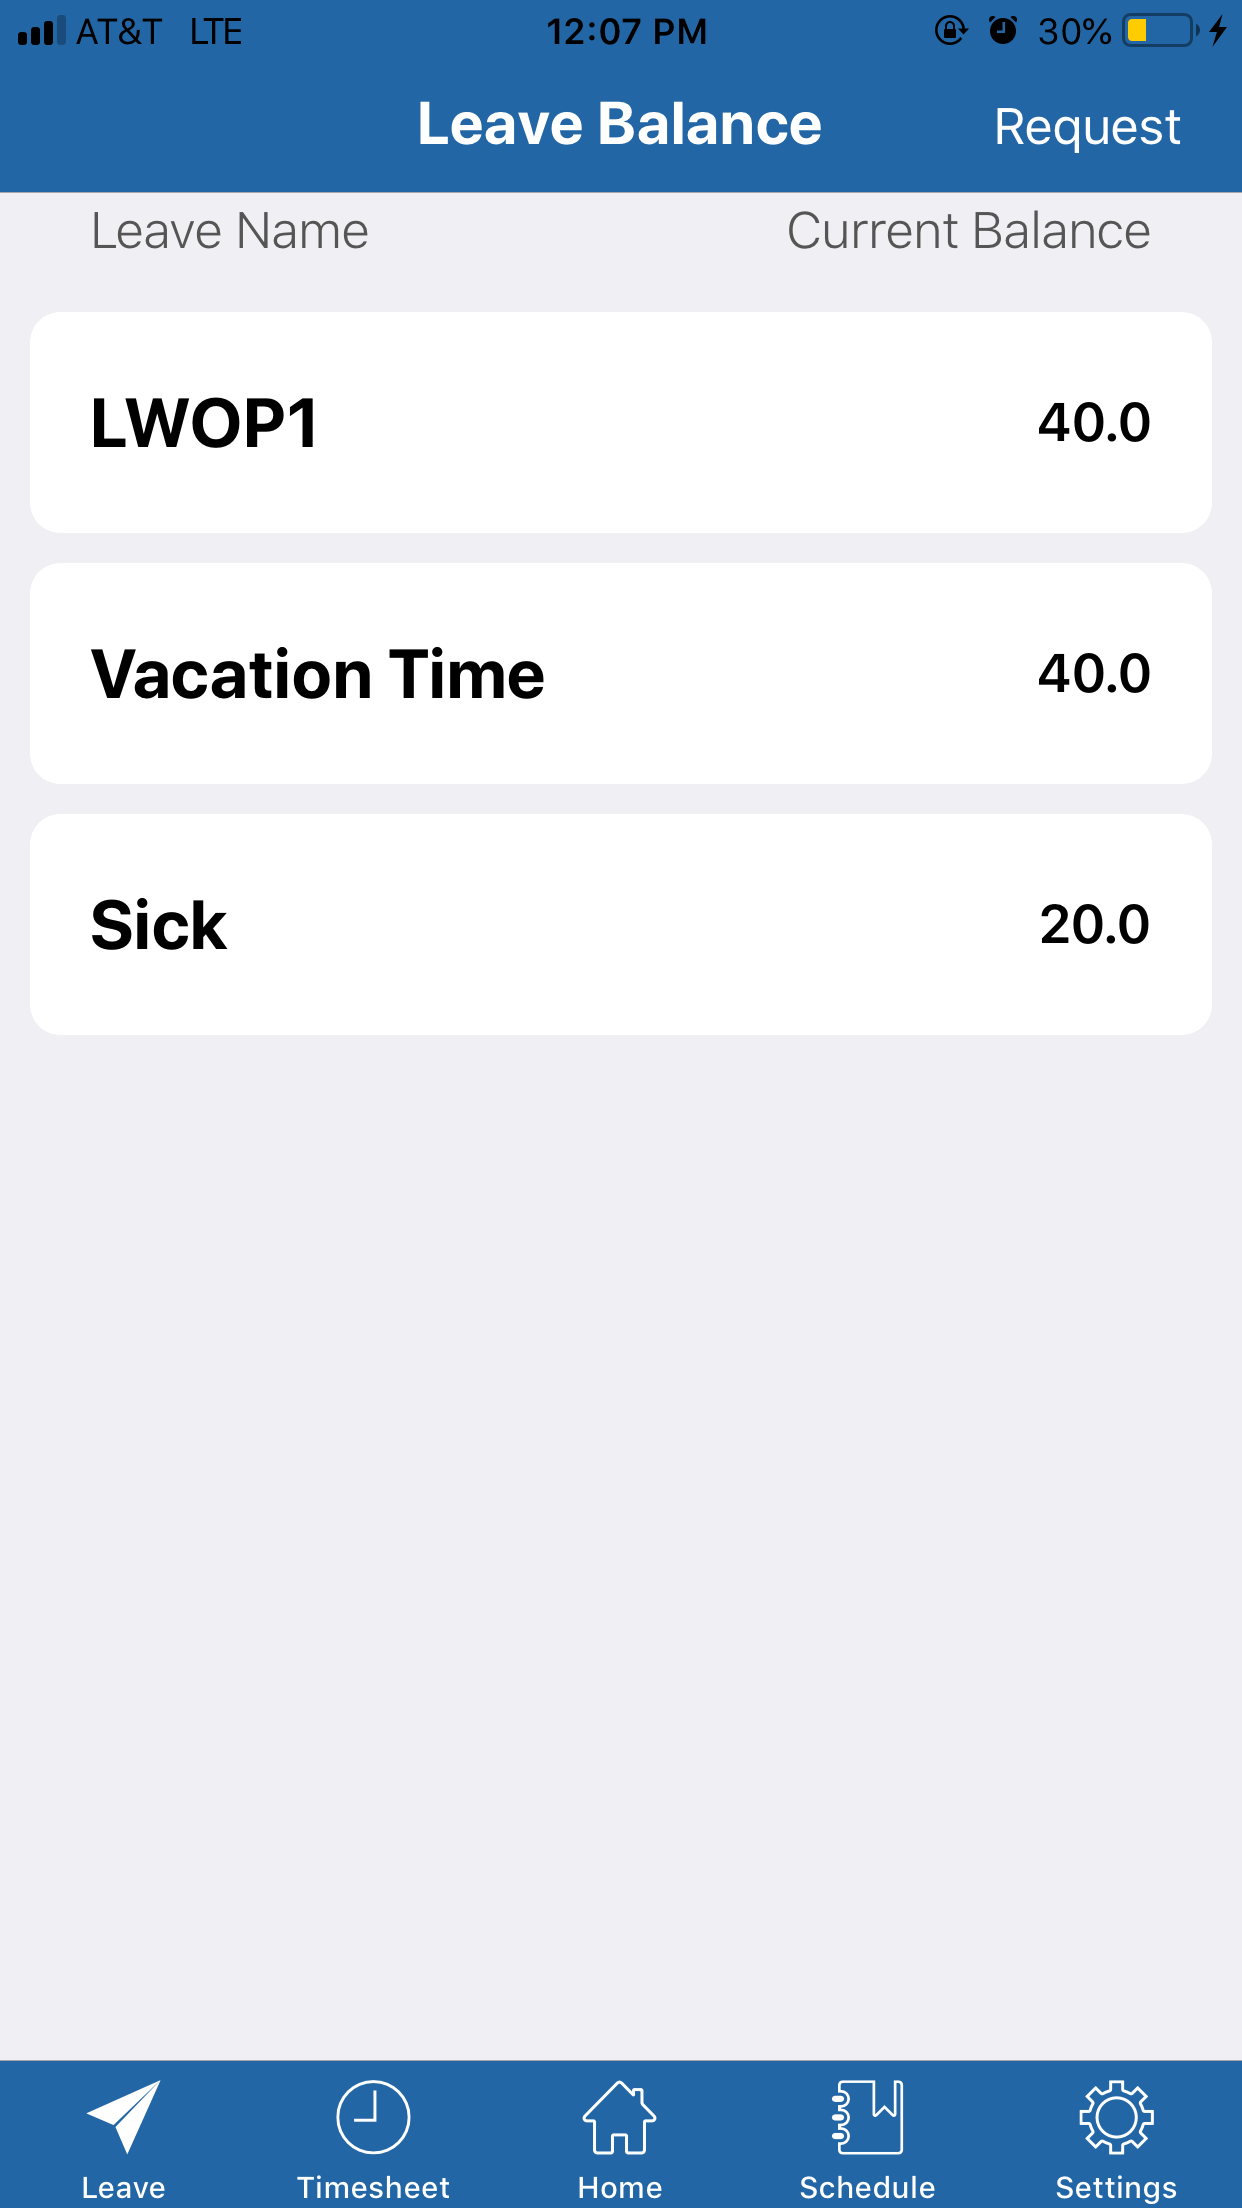 AT&T LTE 12:07 PM 30%
Leave Balance Request
Leave Name Current Balance
LWOP1 40.0
Vacation Time 40.0
Sick 20.0
Leave Timesheet Home Schedule Settings